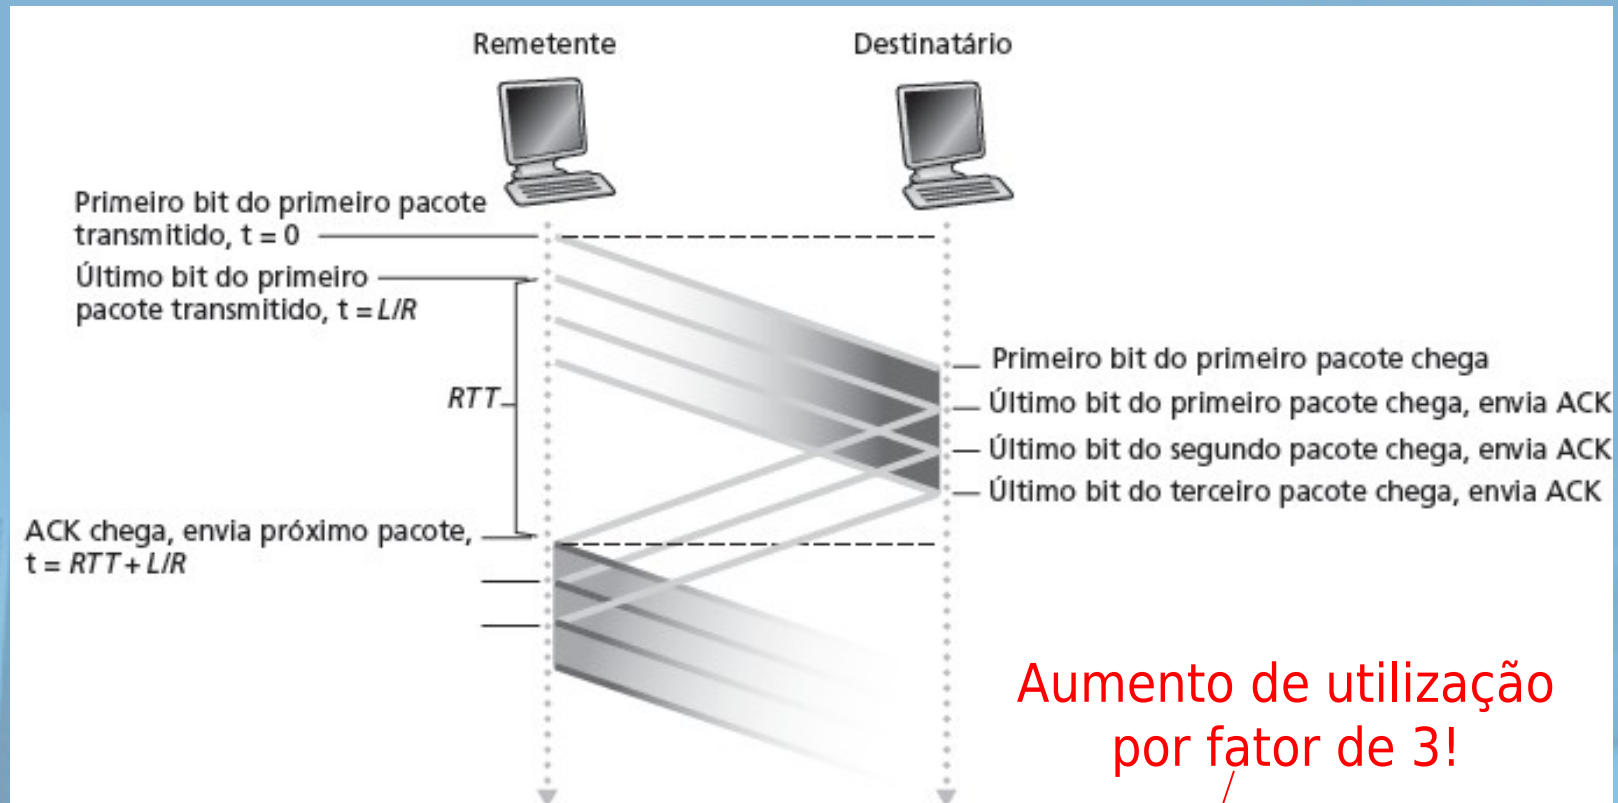 Remetente
Destinatário
Primeiro bit do primeiro pacote
transmitido, t = 0
Último bit do primeiro
pacote transmitido, t = L/R
RTT
ACK chega, envia próximo pacote,
t = RTT + L/R
Primeiro bit do primeiro pacote chega
Último bit do primeiro pacote chega, envia ACK
Último bit do segundo pacote chega, envia ACK
Último bit do terceiro pacote chega, envia ACK
Aumento de utilização
por fator de 3!